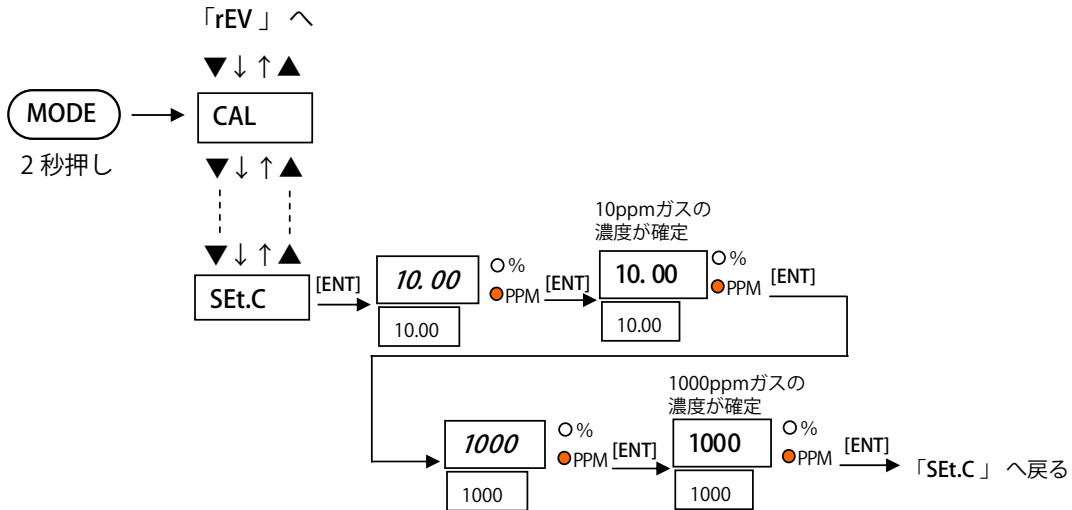 「rEV 」 へ
▼↓↑▲
MODE
CAL
2 秒押し
▼↓↑▲
▼↓↑▲
SEt.C
[ENT]
10. 00
10.00
○%
●PPM
[ENT]
10ppmガスの
濃度が確定
10. 00
10.00
○%
●PPM
[ENT]
1000
1000
○%
●PPM
[ENT]
1000ppmガスの
濃度が確定
1000
1000
○%
●PPM
[ENT]
「SEt.C 」 へ戻る